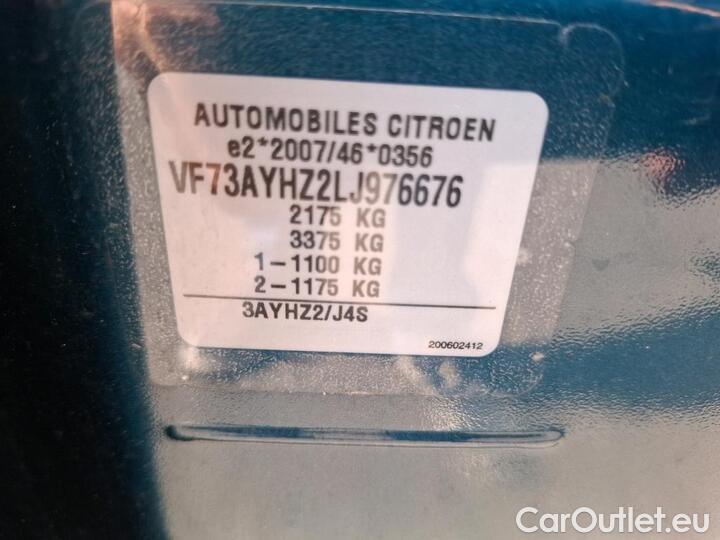 AUTOMOBILES CITROEN
e2*2007/46*0356
VF73AYHZ2LJ976676
2175 KG
3375 KG
1-1100 KG
2-1175 KG
3AYHZ2/J4S
200602412
CarOutlet.eu